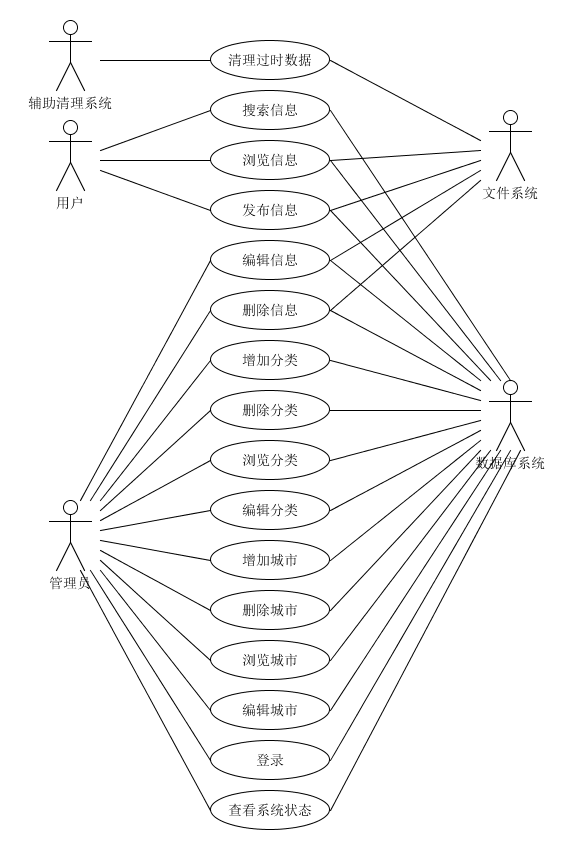 清理过时数据
辅助清理系统
搜索信息
浏览信息
文件系统
用户
发布信息
编辑信息
删除信息
增加分类
删除分类
浏览分类
数据库系统
编辑分类
增加城市
管理员
删除城市
浏览城市
编辑城市
登录
查看系统状态